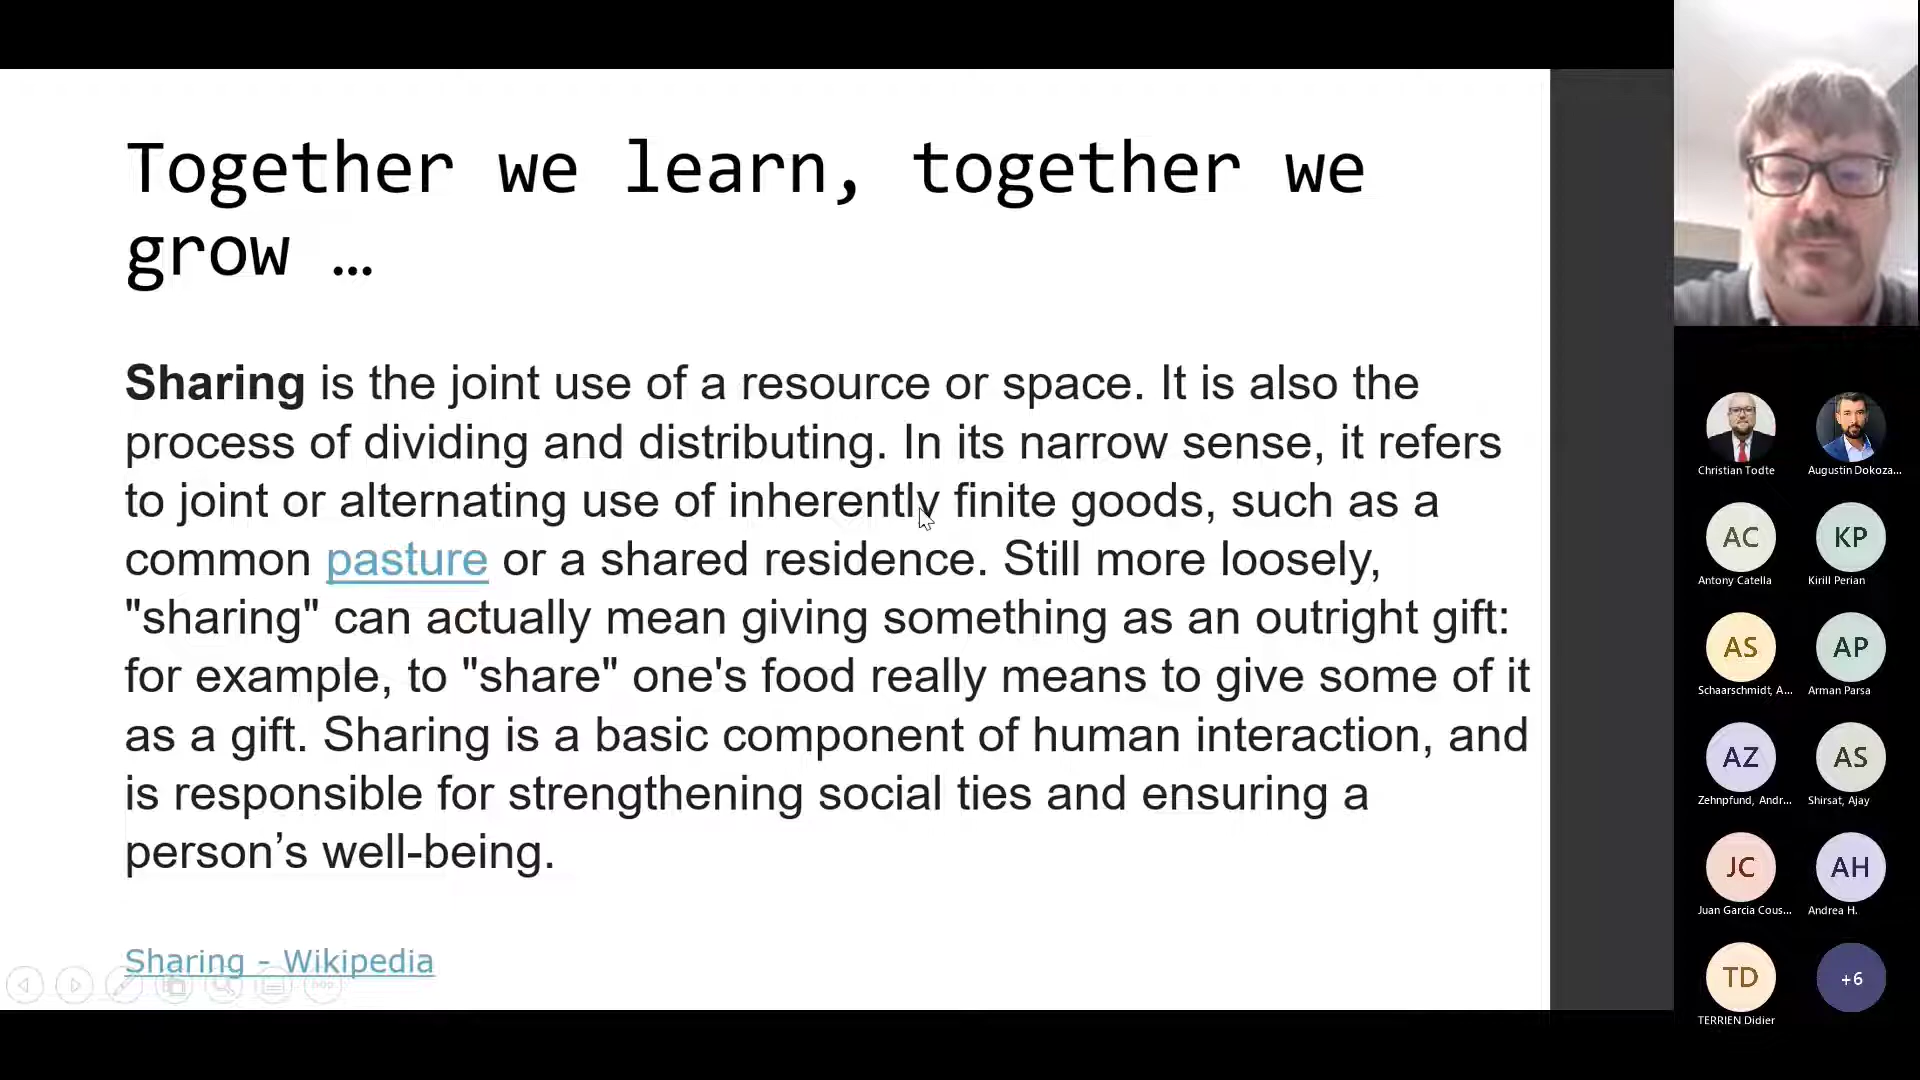 Together we learn, together we
grow …
Sharing is the joint use of a resource or space. It is also the
process of dividing and distributing. In its narrow sense, it refers
to joint or alternating use of inherently finite goods, such as a
common pasture or a shared residence. Still more loosely,
"sharing" can actually mean giving something as an outright gift:
for example, to "share" one's food really means to give some of it
as a gift. Sharing is a basic component of human interaction, and
is responsible for strengthening social ties and ensuring a
person’s well-being.
Sharing - Wikipedia
Christian Todte
Augustin Dokoza...
AC
KP
Antony Catella
Kirill Perian
AS
AP
Schaarschmidt, A...
Arman Parsa
AZ
AS
Zehnpfund, Andr...
Shirsat, Ajay
JC
AH
Juan Garcia Cous...
Andrea H.
TD
+6
TERRIEN Didier